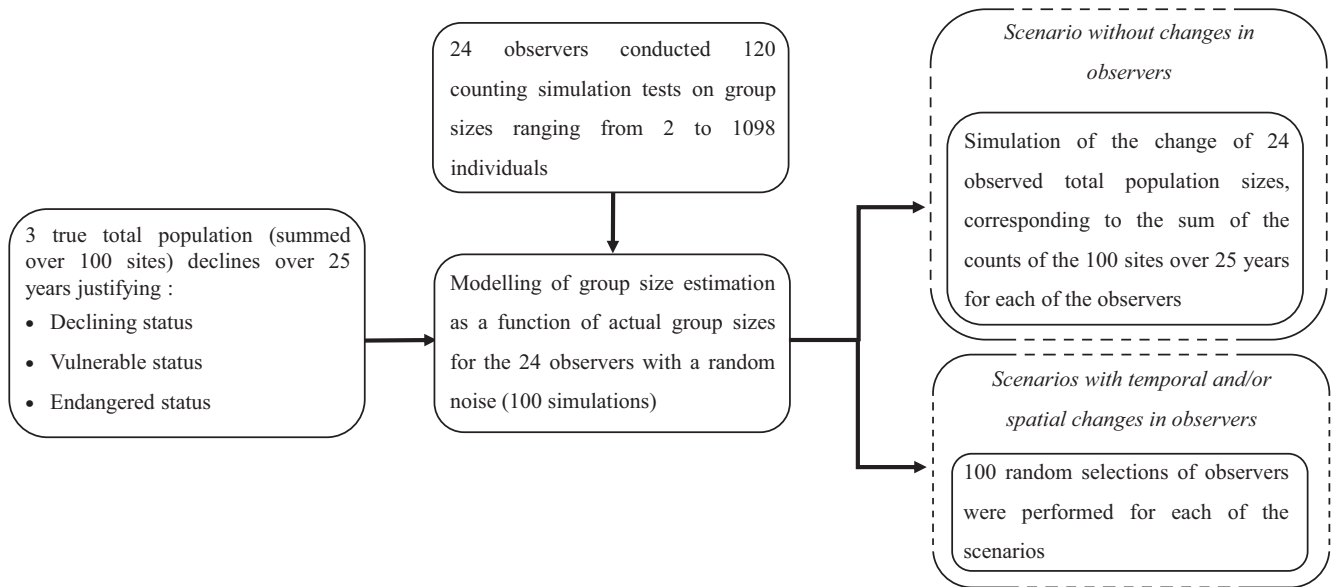 24 observers conducted 120
counting simulation tests on group
sizes ranging from 2 to 1098
individuals
3 true total population (summed
over 100 sites) declines over 25
years justifying :
• Declining status
• Vulnerable status
• Endangered status
Modelling of group size estimation
as a function of actual group sizes
for the 24 observers with a random
noise (100 simulations)
Scenario without changes in
observers
Simulation of the change of 24
observed total population sizes,
corresponding to the sum of the
counts of the 100 sites over 25 years
for each of the observers
Scenarios with temporal and/or
spatial changes in observers
100 random selections of observers
were performed for each of the
scenarios